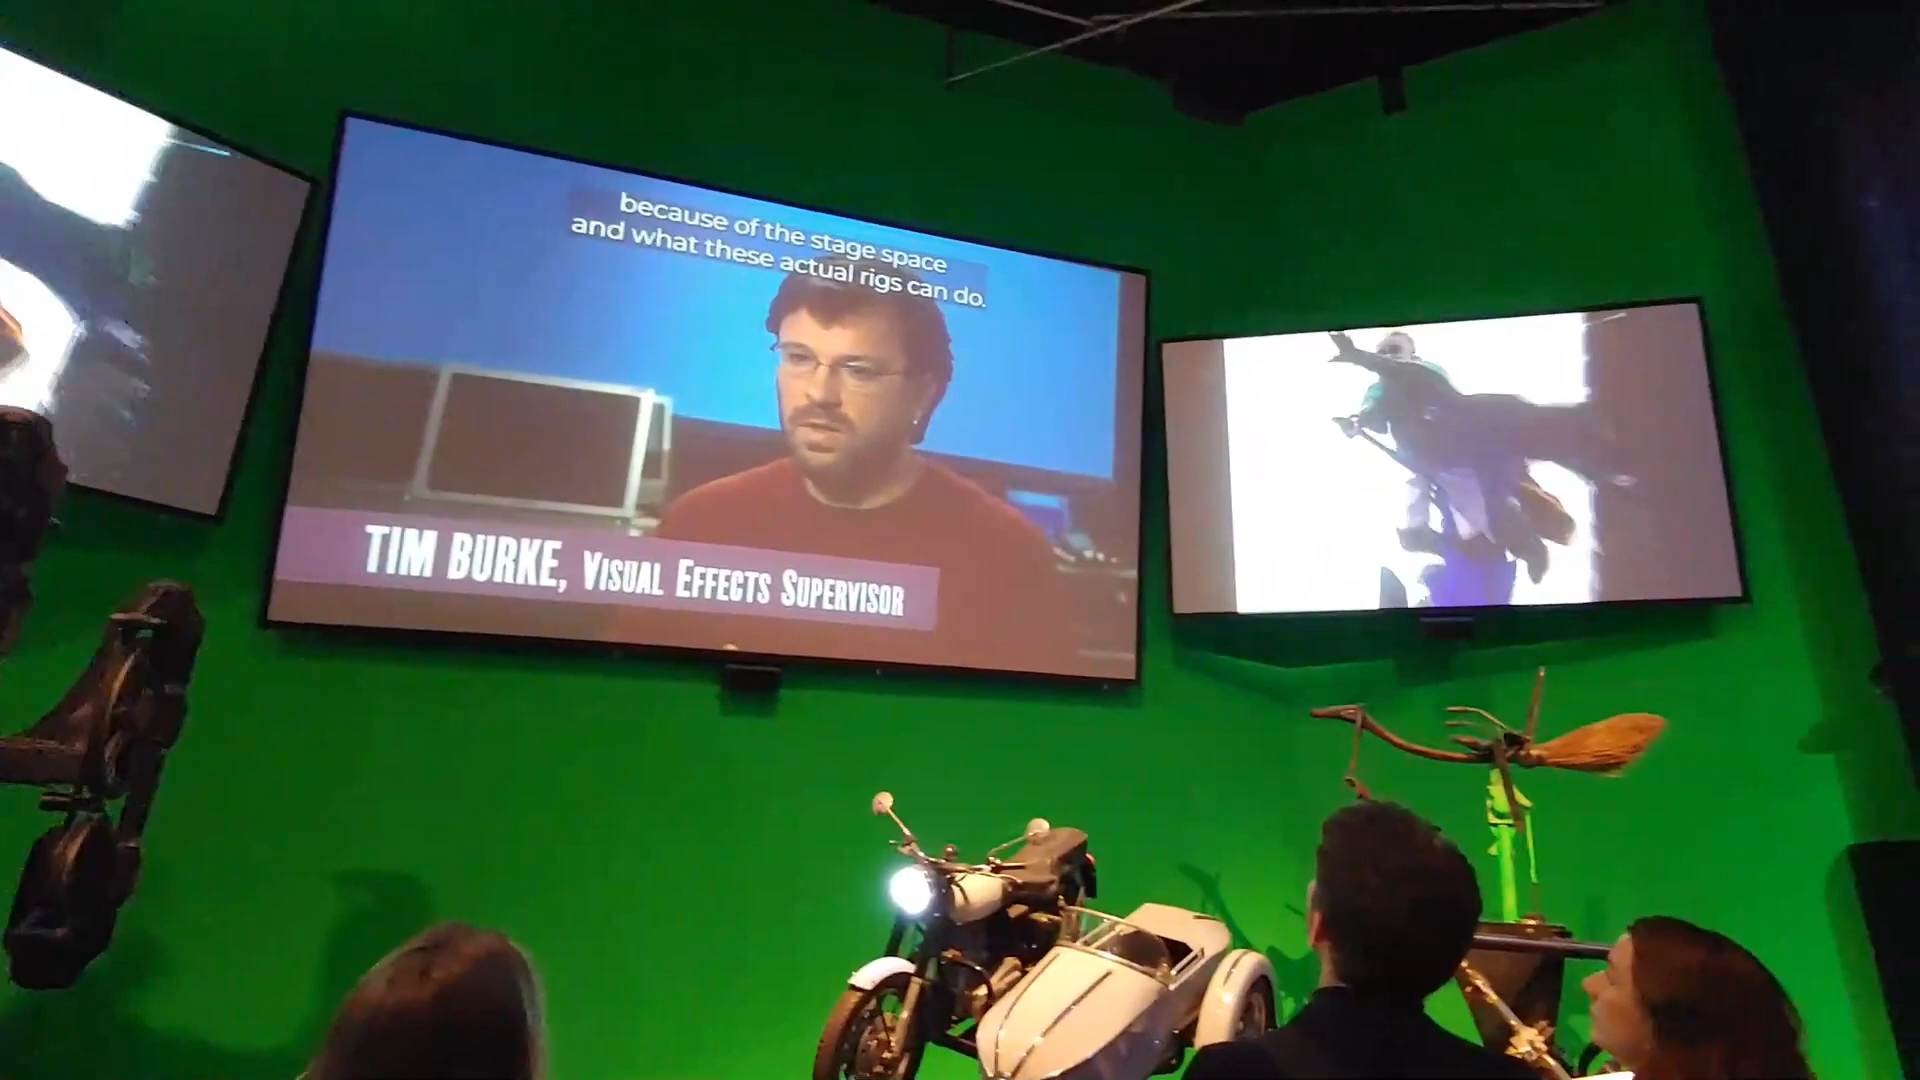 because of the stage space
and what these actual rigs can do.
TIM BURKE, VISUAL EFFECTS SUPERVISOR